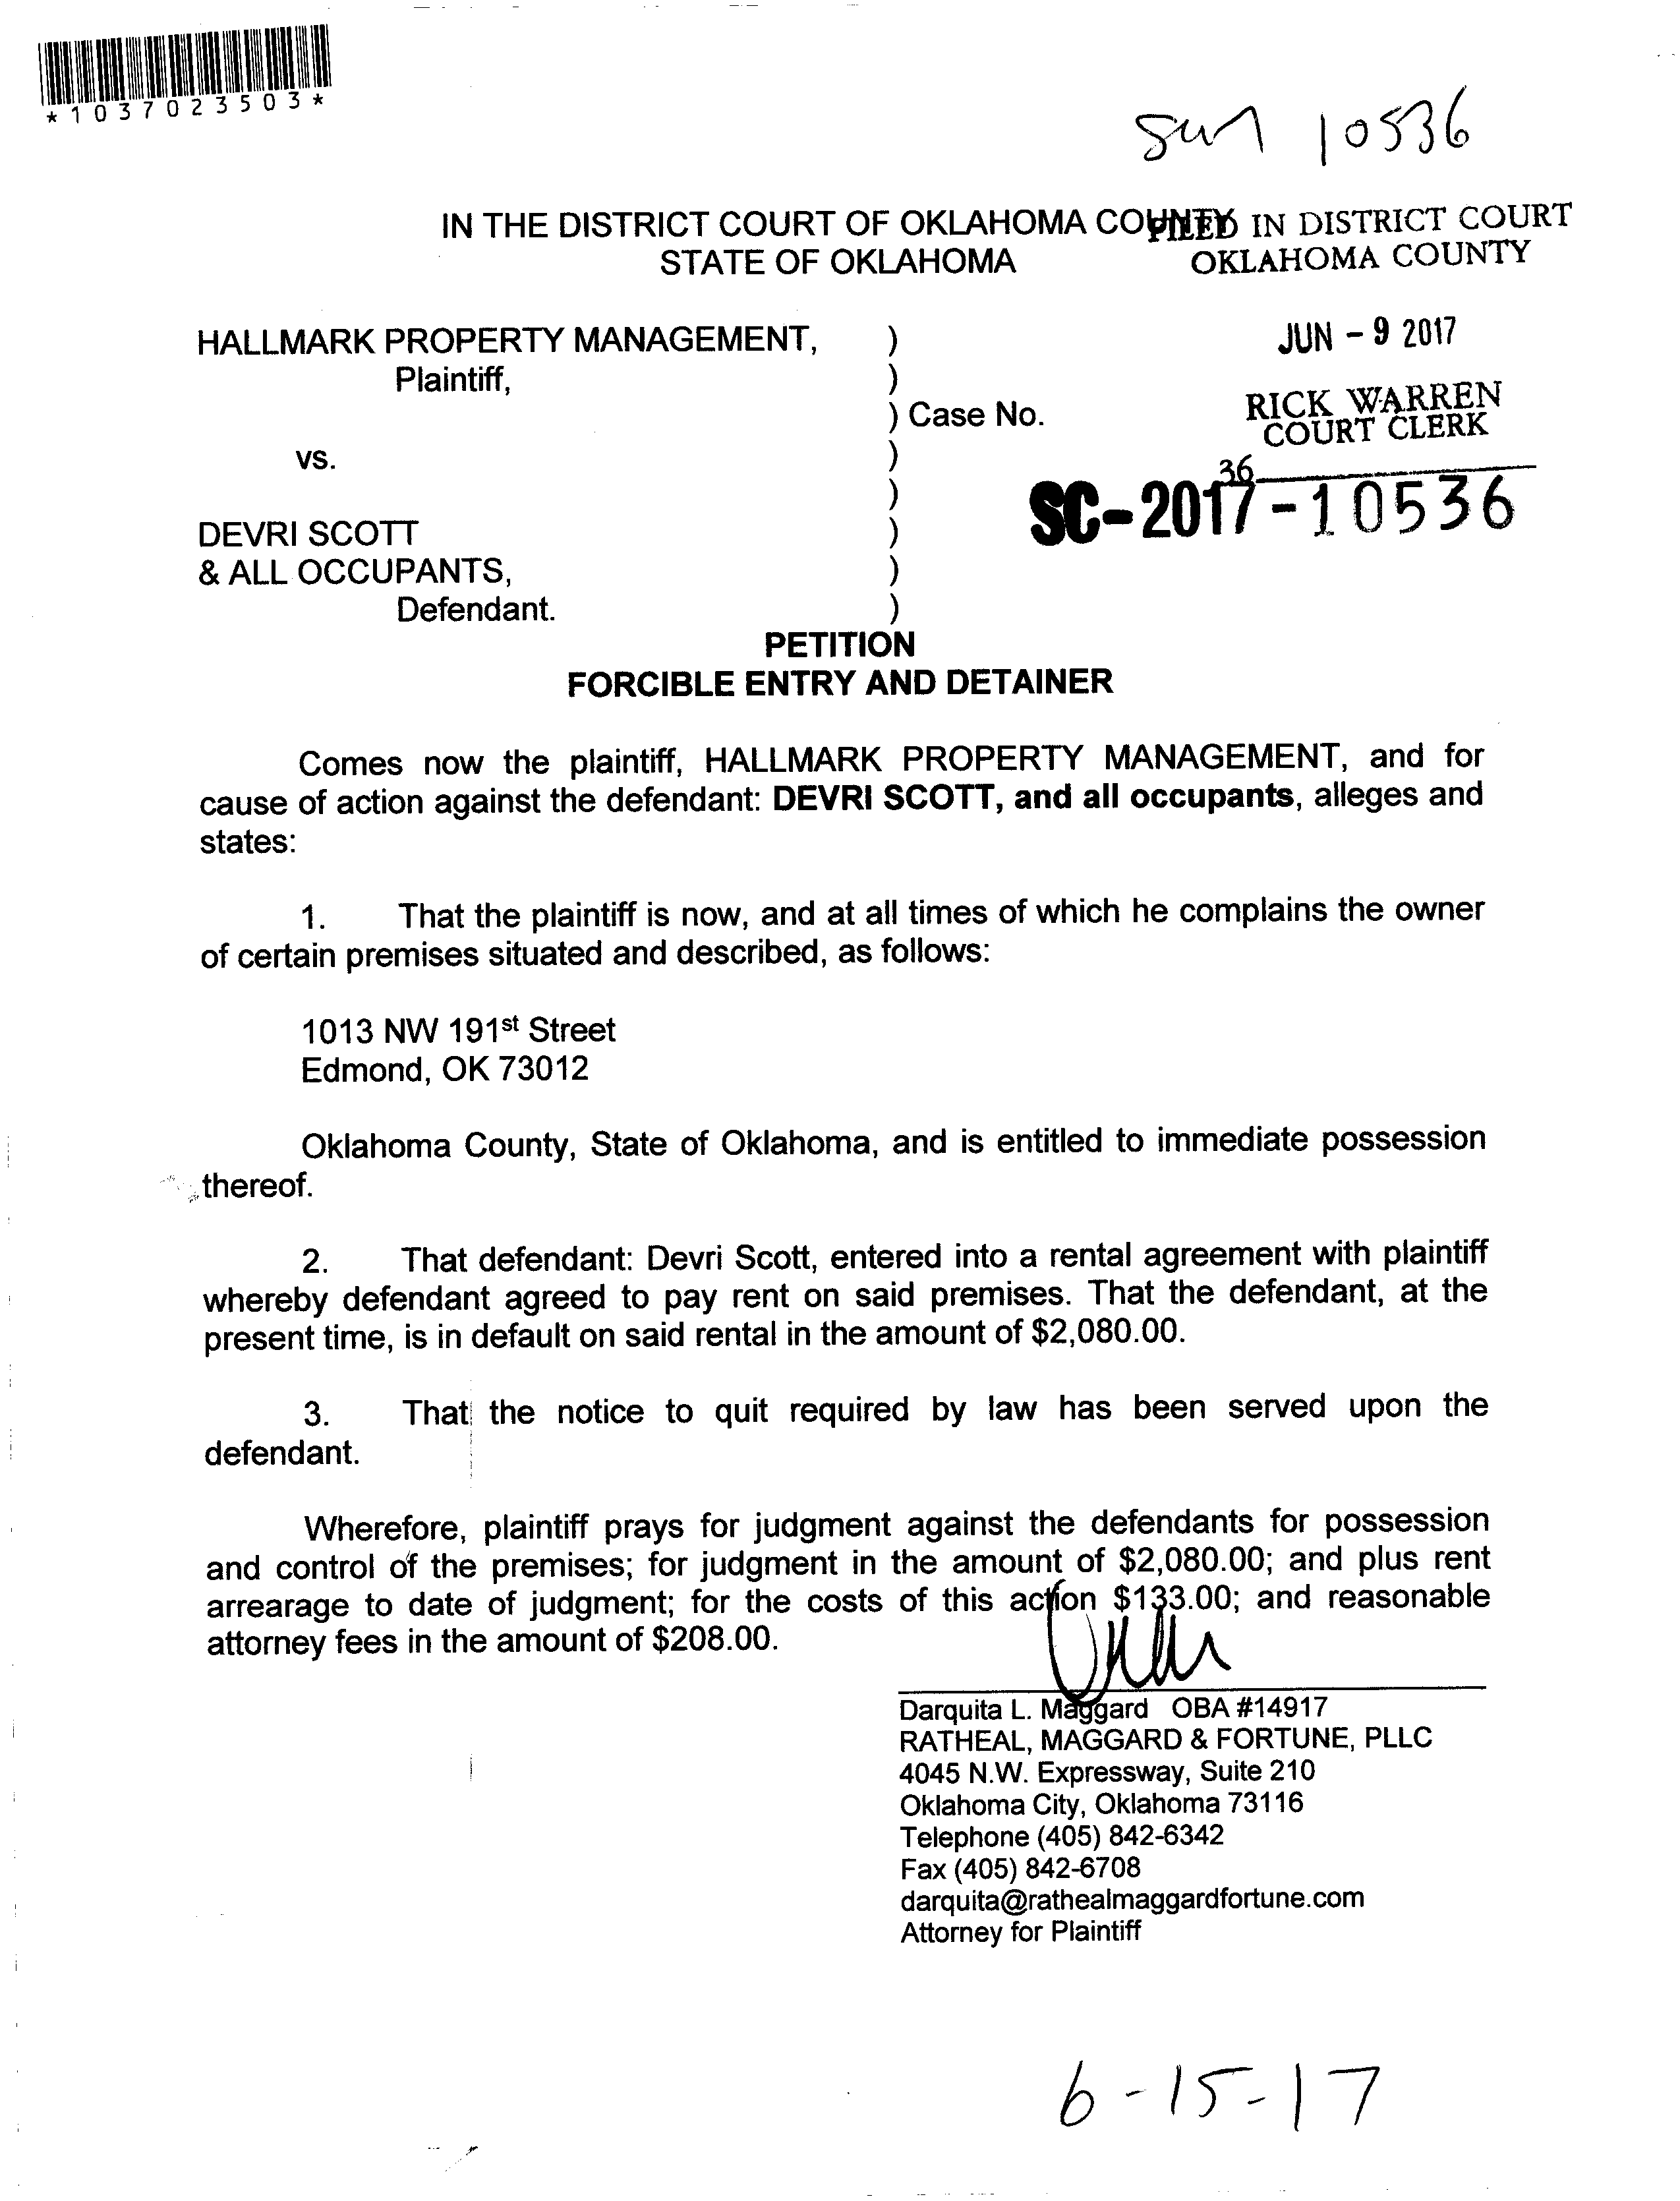 *1037023503*
10536
IN THE DISTRICT COURT OF OKLAHOMA COUNTY
STATE OF OKLAHOMA
FILED IN DISTRICT COURT
OKLAHOMA COUNTY
JUN - 9 2017
RICK WARREN
COURT CLERK
36
HALLMARK PROPERTY MANAGEMENT, )
Plaintiff, )
) Case No.
vs. )
)
SC-2017-10536
DEVRI SCOTT )
& ALL OCCUPANTS, )
Defendant. )
PETITION
FORCIBLE ENTRY AND DETAINER
Comes now the plaintiff, HALLMARK PROPERTY MANAGEMENT, and for
cause of action against the defendant: DEVRI SCOTT, and all occupants, alleges and
states:
1. That the plaintiff is now, and at all times of which he complains the owner
of certain premises situated and described, as follows:
1013 NW 191st Street
Edmond, OK 73012
Oklahoma County, State of Oklahoma, and is entitled to immediate possession
thereof.
2. That defendant: Devri Scott, entered into a rental agreement with plaintiff
whereby defendant agreed to pay rent on said premises. That the defendant, at the
present time, is in default on said rental in the amount of $2,080.00.
3. That the notice to quit required by law has been served upon the
defendant.
Wherefore, plaintiff prays for judgment against the defendants for possession
and control of the premises; for judgment in the amount of $2,080.00; and plus rent
arrearage to date of judgment; for the costs of this action $133.00; and reasonable
attorney fees in the amount of $208.00.
Darquita L. Maggard OBA #14917
RATHEAL, MAGGARD & FORTUNE, PLLC
4045 N.W. Expressway, Suite 210
Oklahoma City, Oklahoma 73116
Telephone (405) 842-6342
Fax (405) 842-6708
darquita@rathealmaggardfortune.com
Attorney for Plaintiff
6-15-17